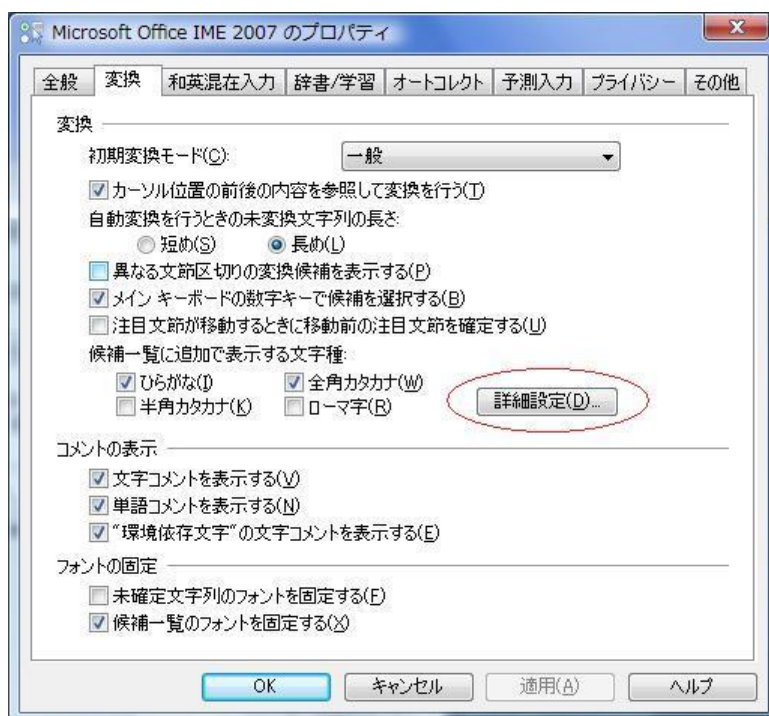 Microsoft Office IME 2007 のプロパティ
全般 変換 和英混在入力 辞書/学習 オートコレクト 予測入力 プライバシー その他
変換
初期変換モード(C): 一般
カーソル位置の前後の内容を参照して変換を行う(T)
自動変換を行うときの未変換文字列の長さ:
短め(S) 長め(L)
異なる文節区切りの変換候補を表示する(P)
メイン キーボードの数字キーで候補を選択する(B)
注目文節が移動するときに移動前の注目文節を確定する(U)
候補一覧に追加で表示する文字種:
ひらがな(I) 全角カタカナ(W)
半角カタカナ(K) ローマ字(R) 詳細設定(D)...
コメントの表示
文字コメントを表示する(V)
単語コメントを表示する(N)
"環境依存文字"の文字コメントを表示する(E)
フォントの固定
未確定文字列のフォントを固定する(F)
候補一覧のフォントを固定する(X)
OK キャンセル 適用(A) ヘルプ